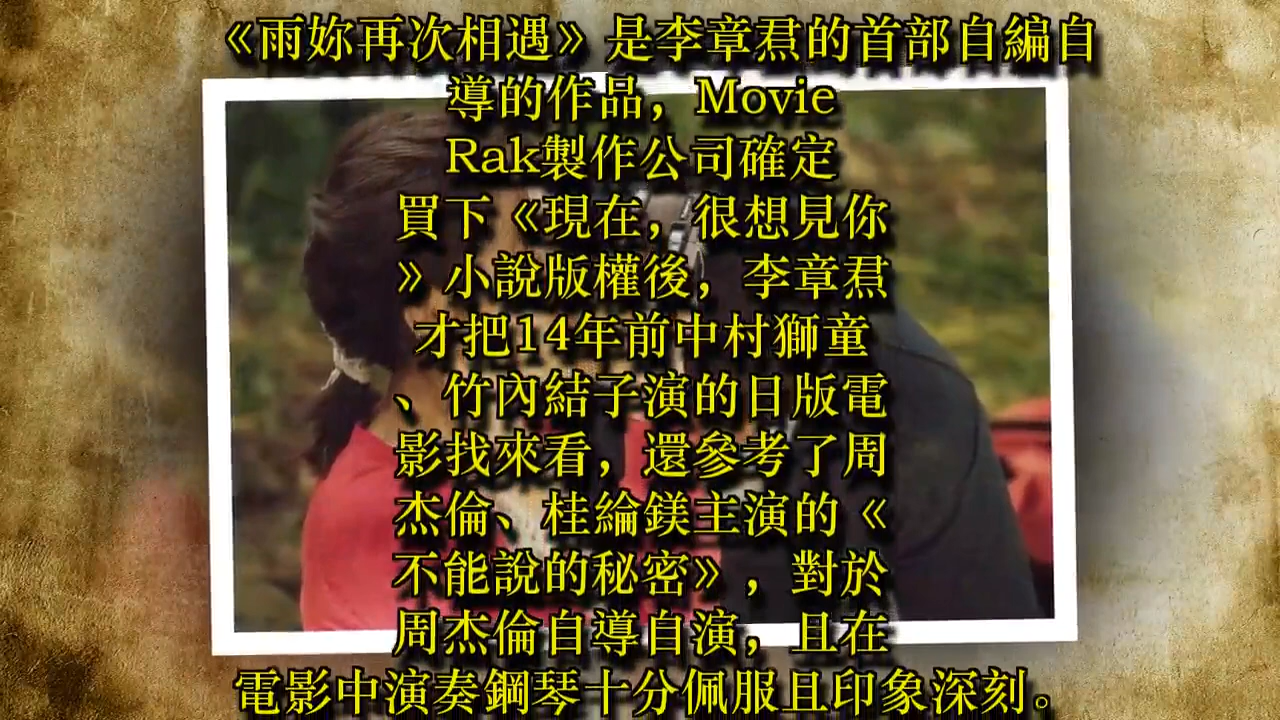 《雨妳再次相遇》是李章焄的首部自編自
導的作品，Movie
Rak製作公司確定
買下《現在，很想見你
》小說版權後，李章焄
才把14年前中村獅童
、竹內結子演的日版電
影找來看，還參考了周
杰倫、桂綸鎂主演的《
不能說的秘密》，對於
周杰倫自導自演，且在
電影中演奏鋼琴十分佩服且印象深刻。